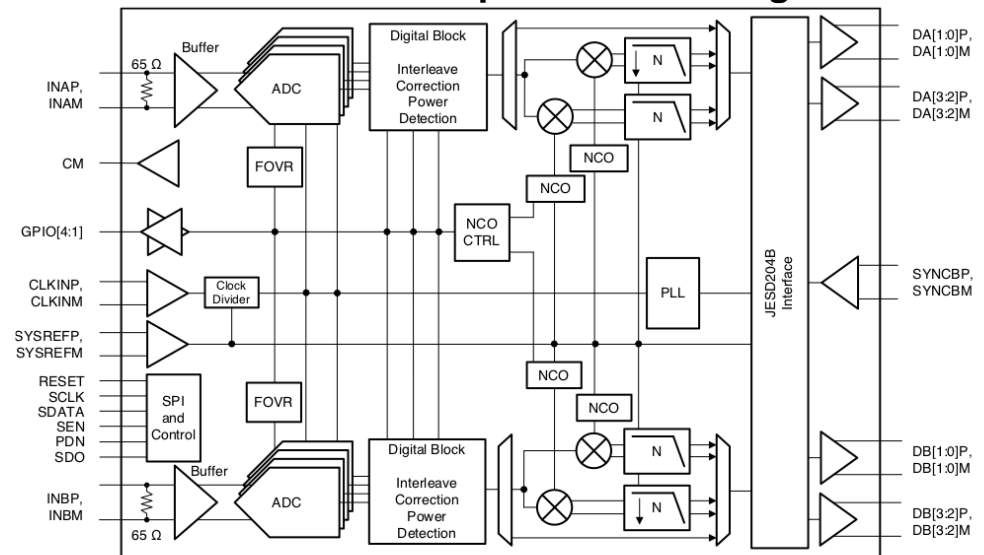 65 Ω
Buffer
INAP,
INAM
ADC
Digital Block
Interleave
Correction
Power
Detection
N
N
DA[1:0]P,
DA[1:0]M
DA[3:2]P,
DA[3:2]M
CM
FOVR
NCO
NCO
GPIO[4:1]
NCO
CTRL
CLKINP,
CLKINM
Clock
Divider
PLL
JESD204B
Interface
SYNCBP,
SYNCBM
SYSREFP,
SYSREFM
RESET
SCLK
SDATA
SEN
PDN
SDO
SPI
and
Control
FOVR
NCO
NCO
Buffer
INBP,
INBM
65 Ω
ADC
Digital Block
Interleave
Correction
Power
Detection
N
N
DB[1:0]P,
DB[1:0]M
DB[3:2]P,
DB[3:2]M